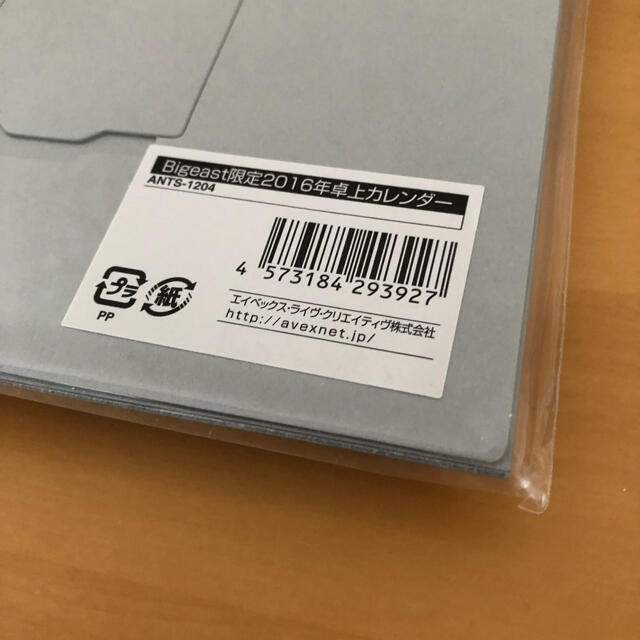 Bigeast限定2016年卓上カレンダー
ANTS-1204
4 573184 293927
プラ 紙
PP
エイベックス・ライヴ・クリエイティヴ株式会社
http://avexnet.jp/